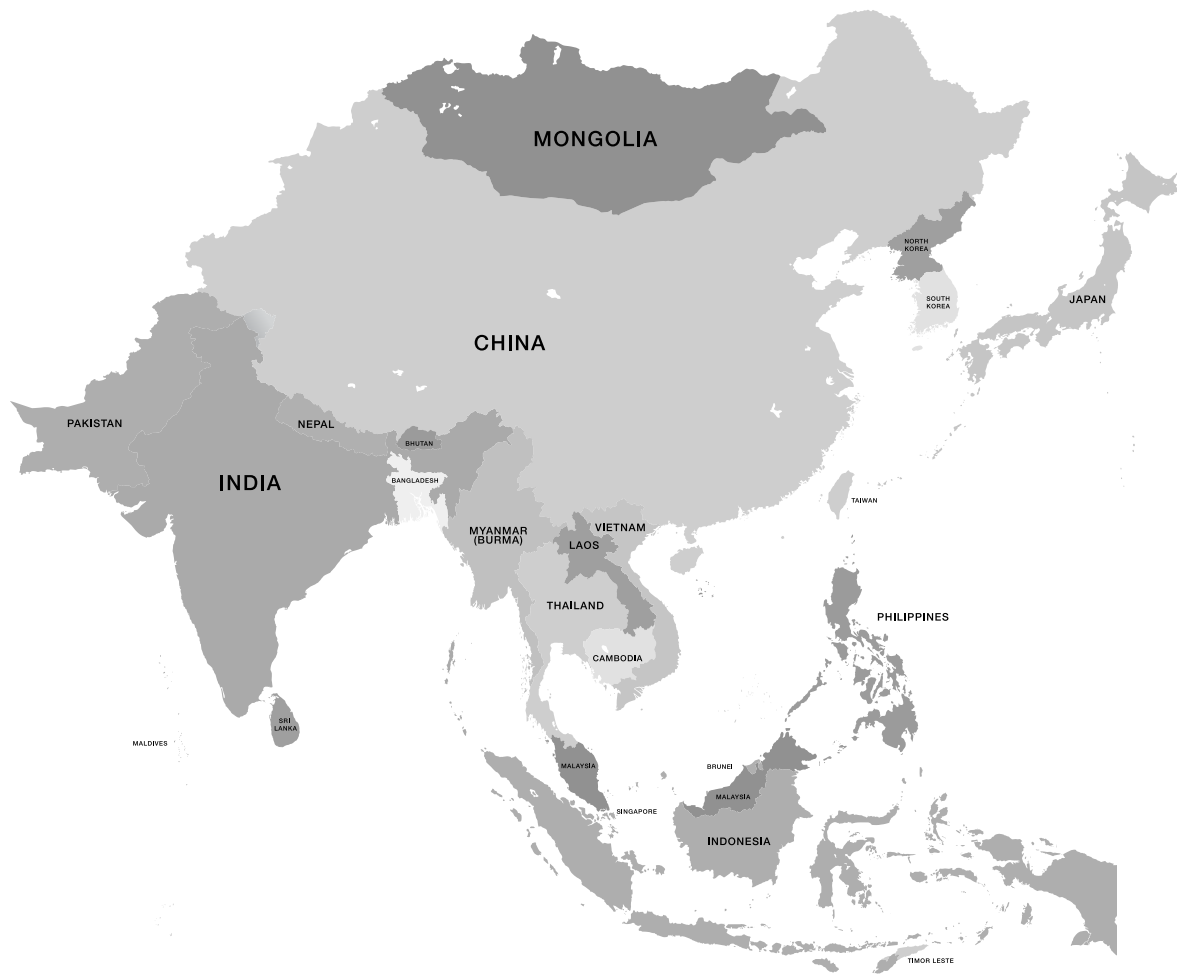 MONGOLIA
NORTH
KOREA
SOUTH
KOREA
JAPAN
CHINA
PAKISTAN
NEPAL
BHUTAN
BANGLADESH
INDIA
TAIWAN
MYANMAR
(BURMA)
VIETNAM
LAOS
THAILAND
PHILIPPINES
CAMBODIA
SRI
LANKA
MALDIVES
MALAYSIA
BRUNEI
MALAYSIA
SINGAPORE
INDONESIA
TIMOR LESTE